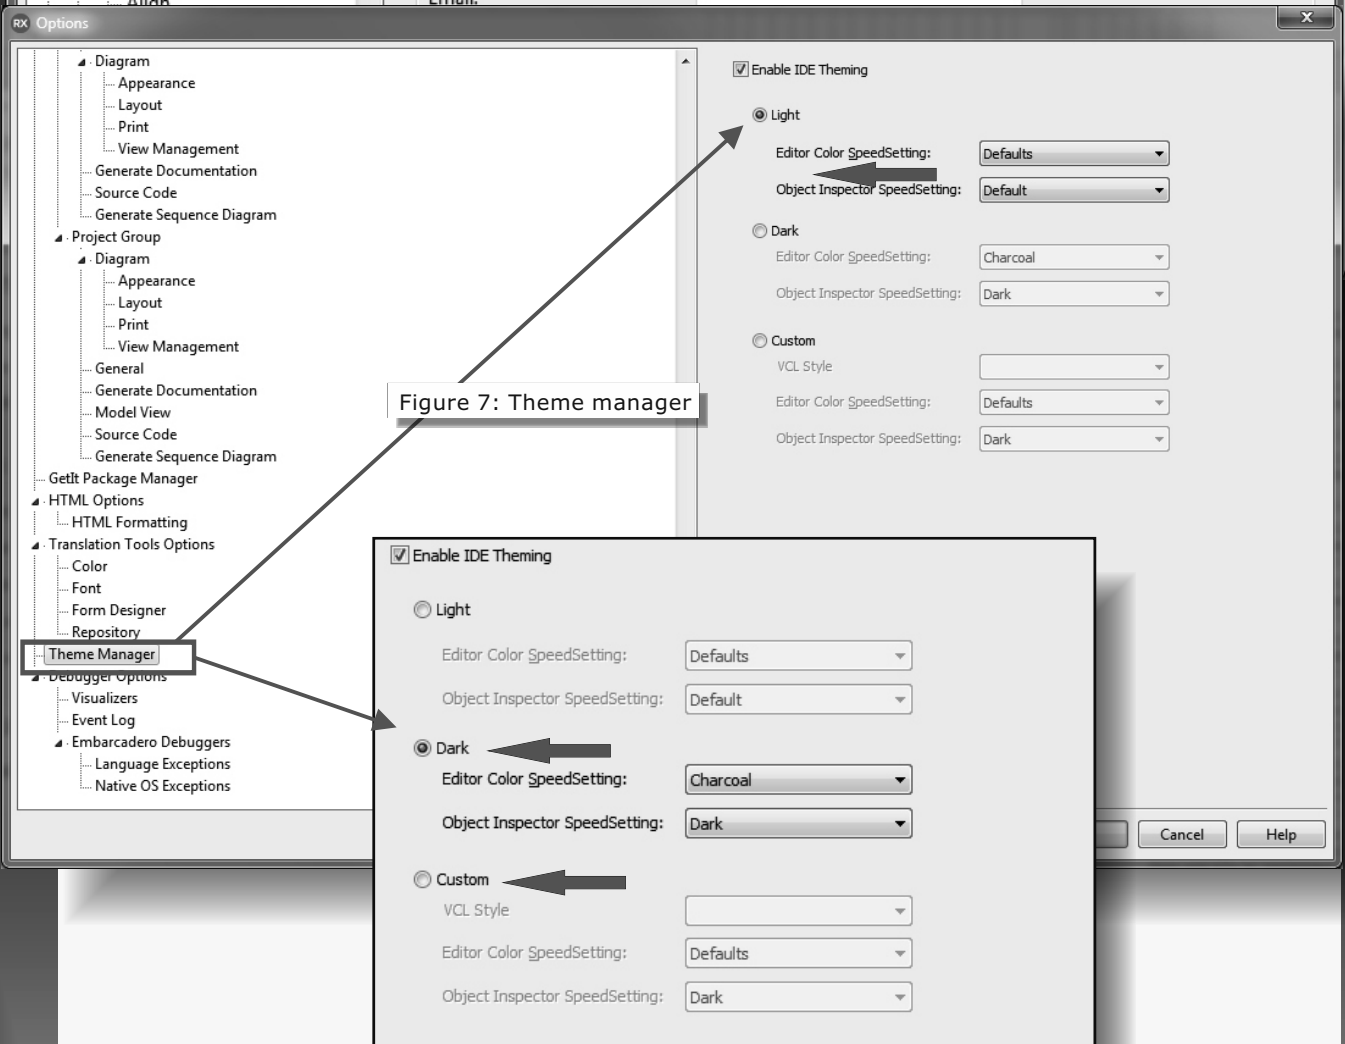 Align
Email:
RX Options
Diagram
Appearance
Layout
Print
View Management
Generate Documentation
Source Code
Generate Sequence Diagram
Project Group
Diagram
Appearance
Layout
Print
View Management
General
Generate Documentation
Model View
Source Code
Generate Sequence Diagram
GetIt Package Manager
HTML Options
HTML Formatting
Translation Tools Options
Color
Font
Form Designer
Repository
Theme Manager
Debugger Options
Visualizers
Event Log
Embarcadero Debuggers
Language Exceptions
Native OS Exceptions
Enable IDE Theming
Light
Editor Color SpeedSetting: Defaults
Object Inspector SpeedSetting: Default
Dark
Editor Color SpeedSetting: Charcoal
Object Inspector SpeedSetting: Dark
Custom
VCL Style
Editor Color SpeedSetting: Defaults
Object Inspector SpeedSetting: Dark
Figure 7: Theme manager
Enable IDE Theming
Light
Editor Color SpeedSetting: Defaults
Object Inspector SpeedSetting: Default
Dark
Editor Color SpeedSetting: Charcoal
Object Inspector SpeedSetting: Dark
Custom
VCL Style
Editor Color SpeedSetting: Defaults
Object Inspector SpeedSetting: Dark
Cancel Help